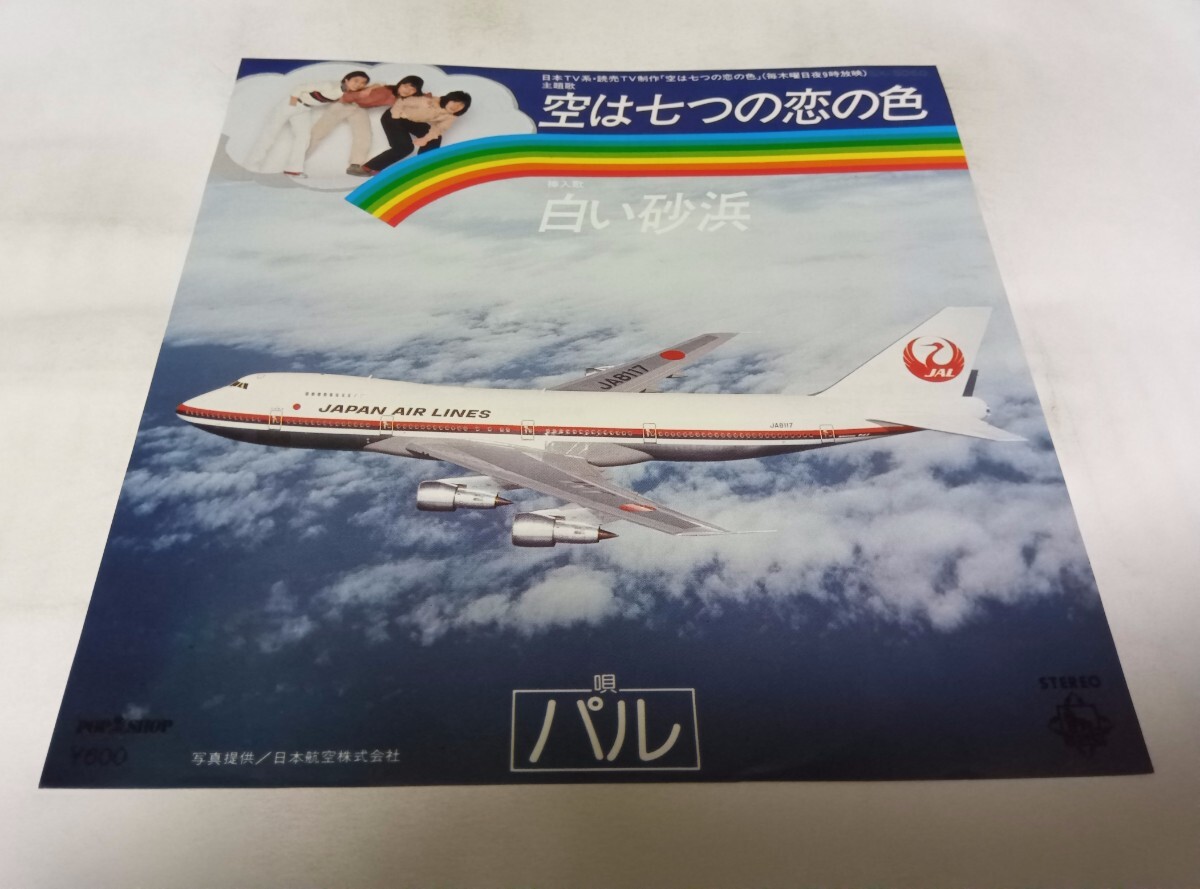 日本TV系・読売TV制作「空は七つの恋の色」(毎木曜日夜9時放映)
主題歌
空は七つの恋の色
挿入歌
白い砂浜
JA8117
JAL
JAPAN AIR LINES
JA8117
唄
パル
STEREO
POP SHOP
¥600
写真提供/日本航空株式会社